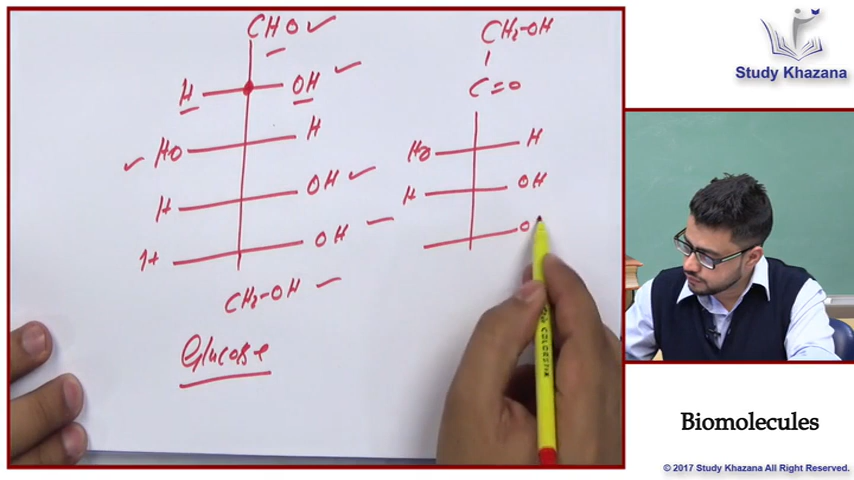 CHO
H OH
HO H
H OH
H OH
CH2-OH
Glucose
CH2-OH
C=O
HO H
H OH
O
Study Khazana
Biomolecules
© 2017 Study Khazana All Right Reserved.